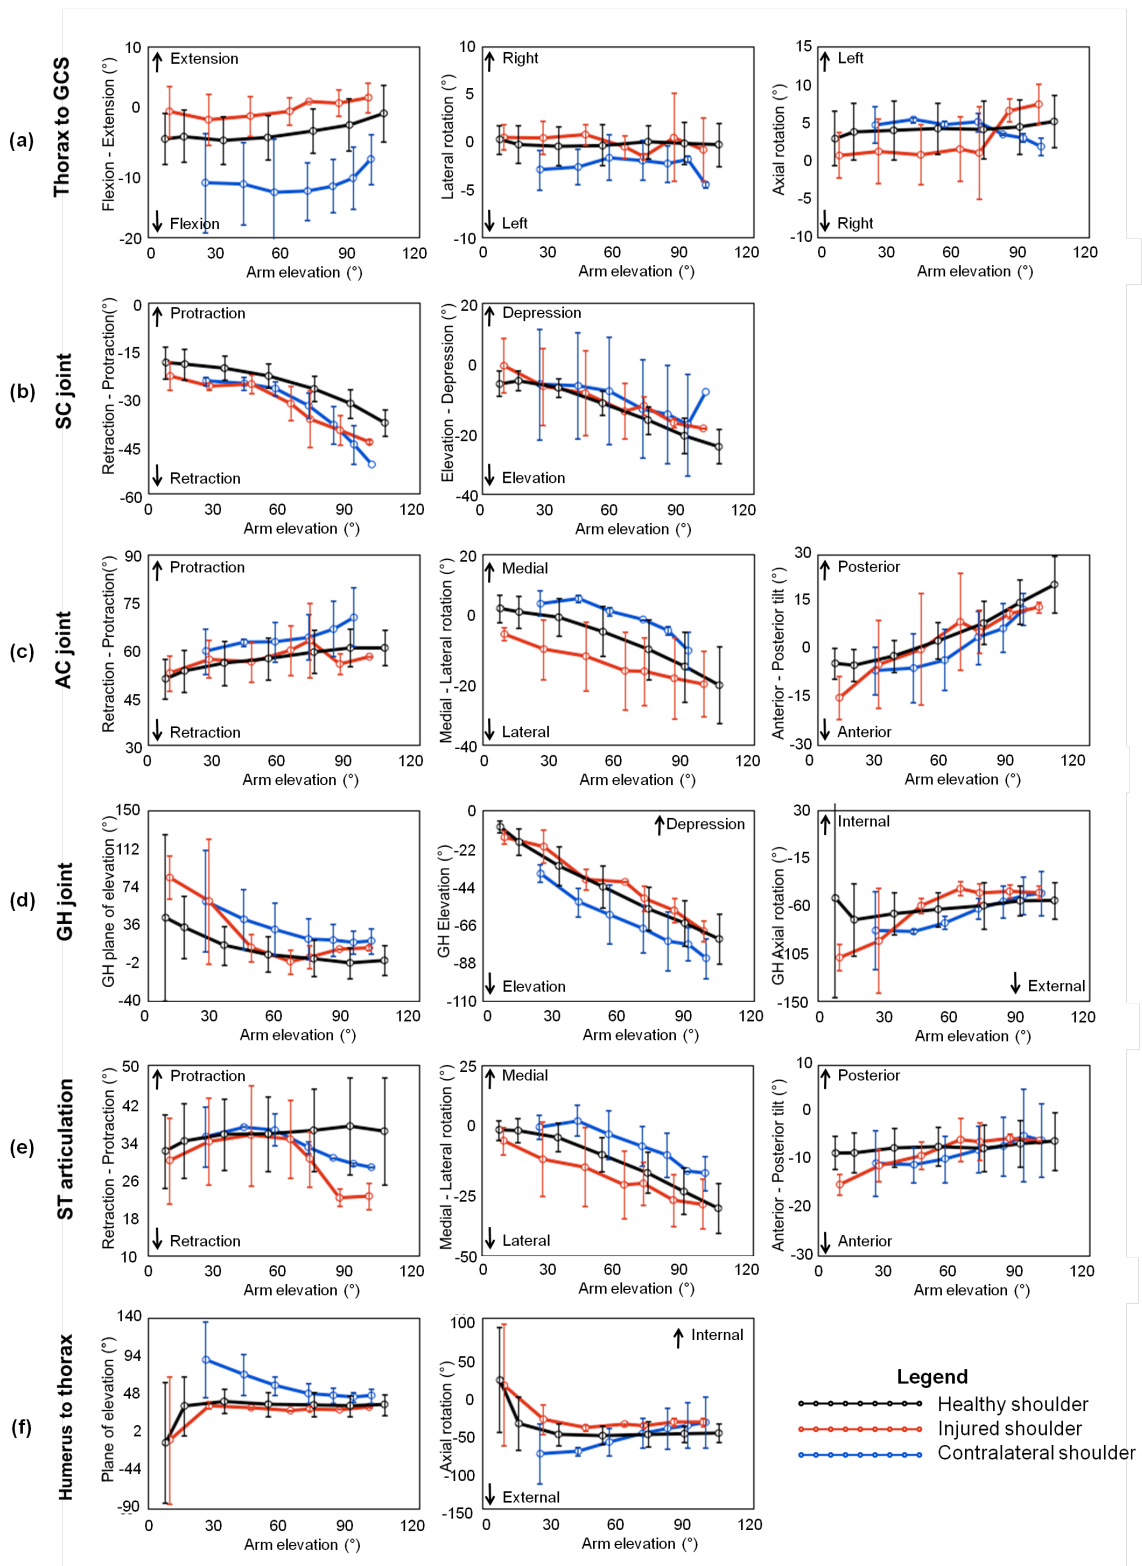 (a)
Thorax to GCS
Flexion - Extension (°)
10
0
-10
-20
Extension
Flexion
0 30 60 90 120
Arm elevation (°)
Lateral rotation (°)
10
5
0
-5
-10
Right
Left
0 30 60 90 120
Arm elevation (°)
Axial rotation (°)
15
10
5
0
-5
-10
Left
Right
0 30 60 90 120
Arm elevation (°)
(b)
SC joint
Retraction - Protraction(°)
-0
-15
-30
-45
-60
Protraction
Retraction
0 30 60 90 120
Arm elevation (°)
Elevation - Depression (°)
20
0
-20
-40
Depression
Elevation
0 30 60 90 120
Arm elevation (°)
(c)
AC joint
Retraction - Protraction(°)
90
75
60
45
30
Protraction
Retraction
0 30 60 90 120
Arm elevation (°)
Medial - Lateral rotation (°)
20
0
-20
-40
Medial
Lateral
0 30 60 90 120
Arm elevation (°)
Anterior - Posterior tilt (°)
30
15
0
-15
-30
Posterior
Anterior
0 30 60 90 120
Arm elevation (°)
(d)
GH joint
GH plane of elevation (°)
150
112
74
36
-2
-40
0 30 60 90 120
Arm elevation (°)
GH Elevation (°)
0
-22
-44
-66
-88
-110
Depression
Elevation
0 30 60 90 120
Arm elevation (°)
GH Axial rotation (°)
30
-15
-60
-105
-150
Internal
External
0 30 60 90 120
Arm elevation (°)
(e)
ST articulation
Retraction - Protraction (°)
50
42
34
26
18
10
Protraction
Retraction
0 30 60 90 120
Arm elevation (°)
Medial - Lateral rotation (°)
25
0
-25
-50
Medial
Lateral
0 30 60 90 120
Arm elevation (°)
Anterior - Posterior tilt (°)
10
0
-10
-20
-30
Posterior
Anterior
0 30 60 90 120
Arm elevation (°)
(f)
Humerus to thorax
Plane of elevation (°)
140
94
48
2
-44
-90
0 30 60 90 120
Arm elevation (°)
Axial rotation (°)
100
50
0
-50
-100
-150
Internal
External
0 30 60 90 120
Arm elevation (°)
Legend
Healthy shoulder
Injured shoulder
Contralateral shoulder